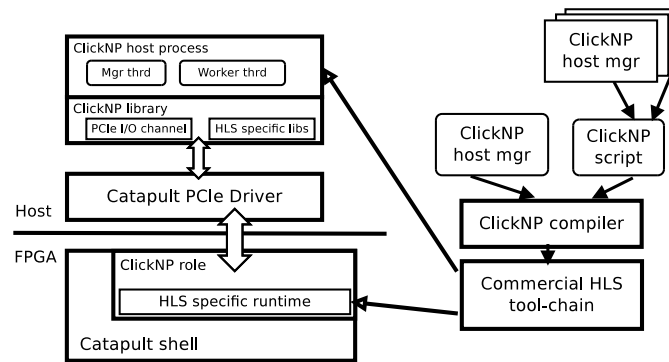 ClickNP host process
Mgr thrd
Worker thrd
ClickNP library
PCIe I/O channel
HLS specific libs
Catapult PCIe Driver
Host
FPGA
ClickNP role
HLS specific runtime
Catapult shell
ClickNP
host mgr
ClickNP
host mgr
ClickNP
script
ClickNP compiler
Commercial HLS
tool-chain